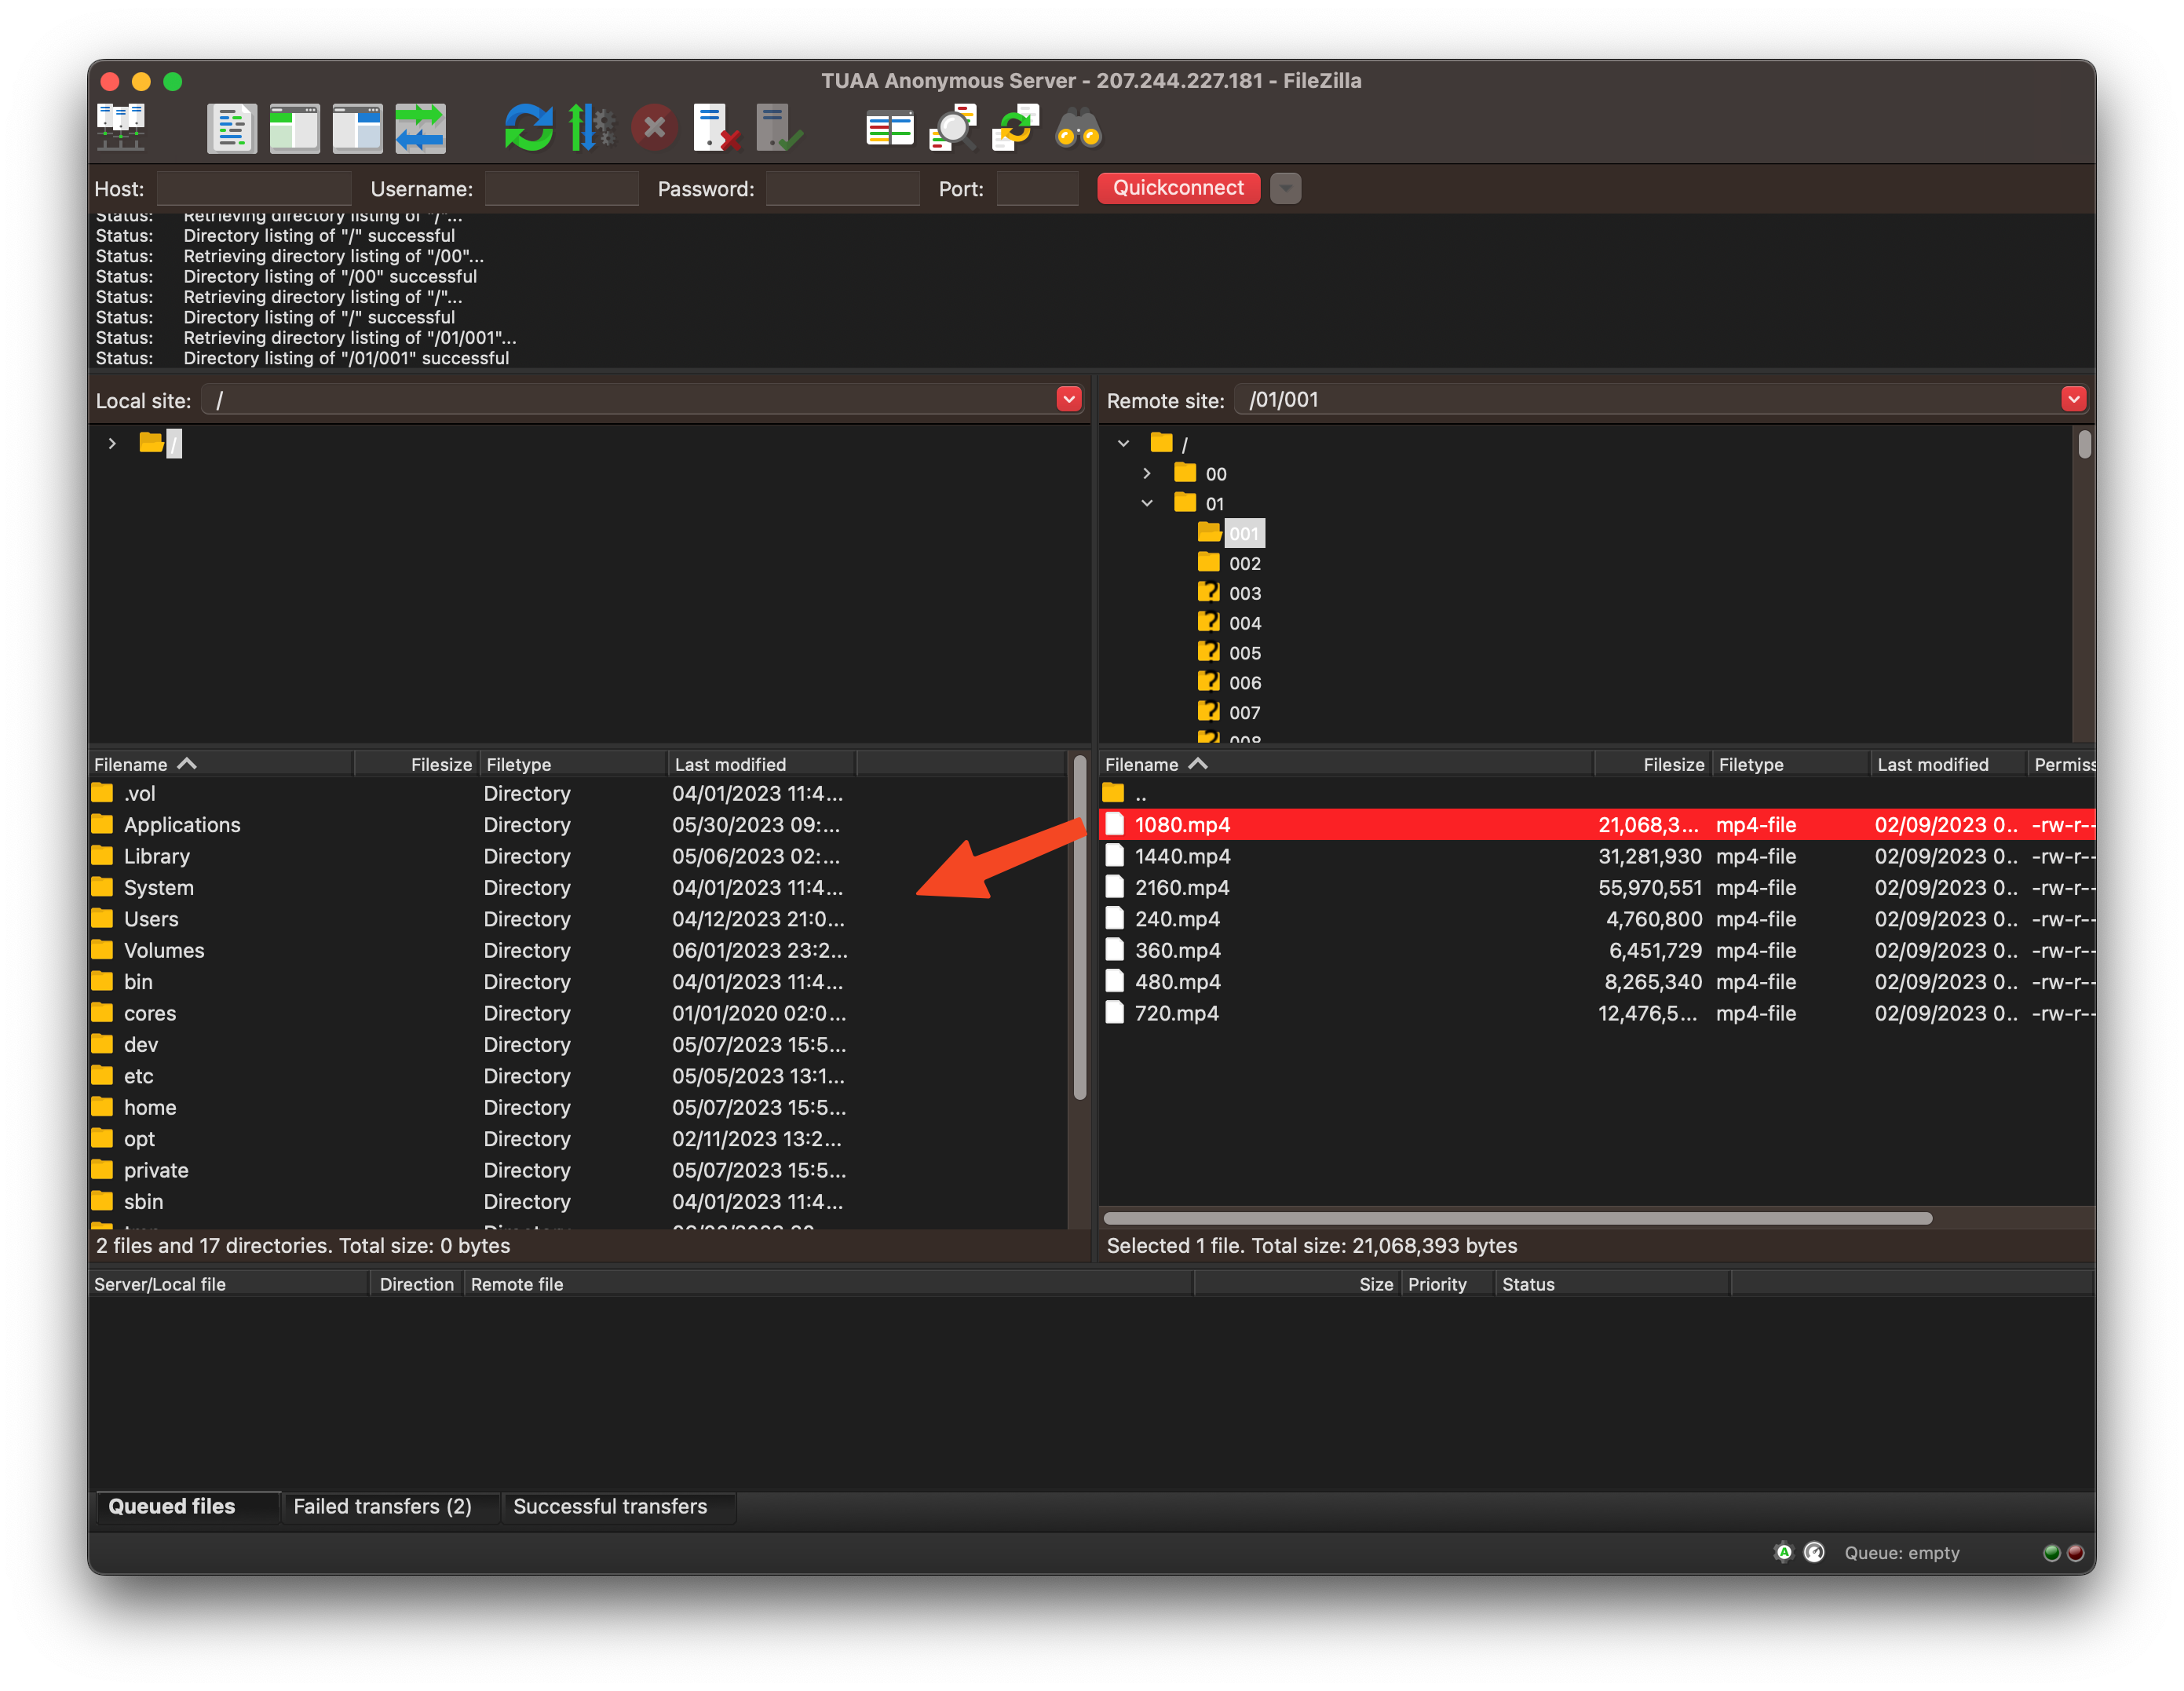 TUAA Anonymous Server - 207.244.227.181 - FileZilla
Host: Username: Password: Port: Quickconnect
Status: Retrieving directory listing of "/"...
Status: Directory listing of "/" successful
Status: Retrieving directory listing of "/00"...
Status: Directory listing of "/00" successful
Status: Retrieving directory listing of "/"...
Status: Directory listing of "/" successful
Status: Retrieving directory listing of "/01/001"...
Status: Directory listing of "/01/001" successful
Local site: /
/
Remote site: /01/001
/
00
01
001
002
003
004
005
006
007
008
Filename Filesize Filetype Last modified
.vol Directory 04/01/2023 11:4...
Applications Directory 05/30/2023 09:...
Library Directory 05/06/2023 02:...
System Directory 04/01/2023 11:4...
Users Directory 04/12/2023 21:0...
Volumes Directory 06/01/2023 23:2...
bin Directory 04/01/2023 11:4...
cores Directory 01/01/2020 02:0...
dev Directory 05/07/2023 15:5...
etc Directory 05/05/2023 13:1...
home Directory 05/07/2023 15:5...
opt Directory 02/11/2023 13:2...
private Directory 05/07/2023 15:5...
sbin Directory 04/01/2023 11:4...
2 files and 17 directories. Total size: 0 bytes
Filename Filesize Filetype Last modified Permiss
..
1080.mp4 21,068,3... mp4-file 02/09/2023 0.. -rw-r--
1440.mp4 31,281,930 mp4-file 02/09/2023 0.. -rw-r--
2160.mp4 55,970,551 mp4-file 02/09/2023 0.. -rw-r--
240.mp4 4,760,800 mp4-file 02/09/2023 0.. -rw-r--
360.mp4 6,451,729 mp4-file 02/09/2023 0.. -rw-r--
480.mp4 8,265,340 mp4-file 02/09/2023 0.. -rw-r--
720.mp4 12,476,5... mp4-file 02/09/2023 0.. -rw-r--
Selected 1 file. Total size: 21,068,393 bytes
Server/Local file Direction Remote file Size Priority Status
Queued files Failed transfers (2) Successful transfers
Queue: empty